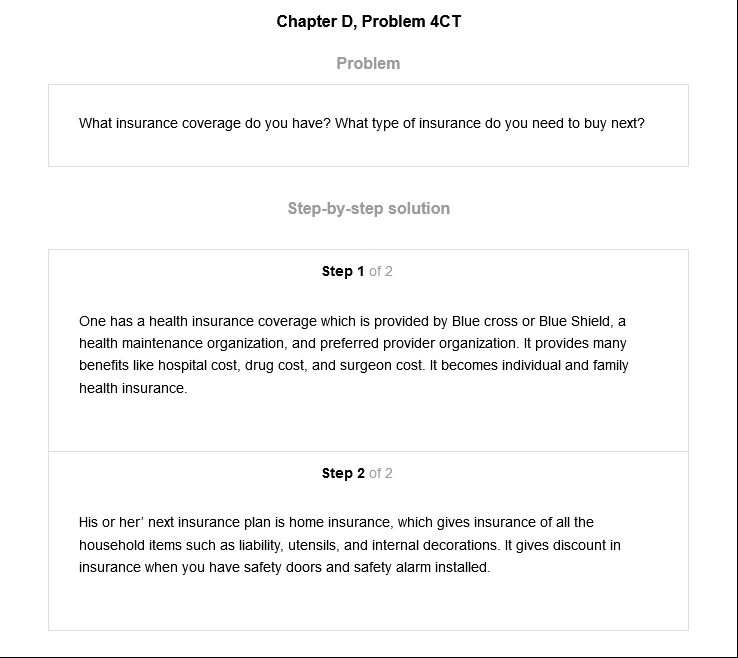 Chapter D, Problem 4CT
Problem
What insurance coverage do you have? What type of insurance do you need to buy next?
Step-by-step solution
Step 1 of 2
One has a health insurance coverage which is provided by Blue cross or Blue Shield, a
health maintenance organization, and preferred provider organization. It provides many
benefits like hospital cost, drug cost, and surgeon cost. It becomes individual and family
health insurance.
Step 2 of 2
His or her’ next insurance plan is home insurance, which gives insurance of all the
household items such as liability, utensils, and internal decorations. It gives discount in
insurance when you have safety doors and safety alarm installed.